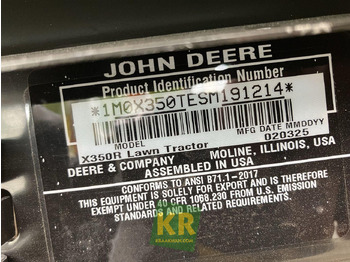 JOHN DEERE
Product Identification Number
*1M0X350TESM191214*
MODEL MFG DATE MMDDYY
X350R Lawn Tractor 020325
DEERE & COMPANY MOLINE, ILLINOIS, USA
ASSEMBLED IN USA
CONFORMS TO ANSI B71.1-2017
THIS IS SOLELY FOR EXPORT AND IS THEREFORE
EXEMPT UNDER 40 CFR 1068.230 FROM U.S. EMISSION
STANDARDS AND RELATED REQUIREMENTS.
KR